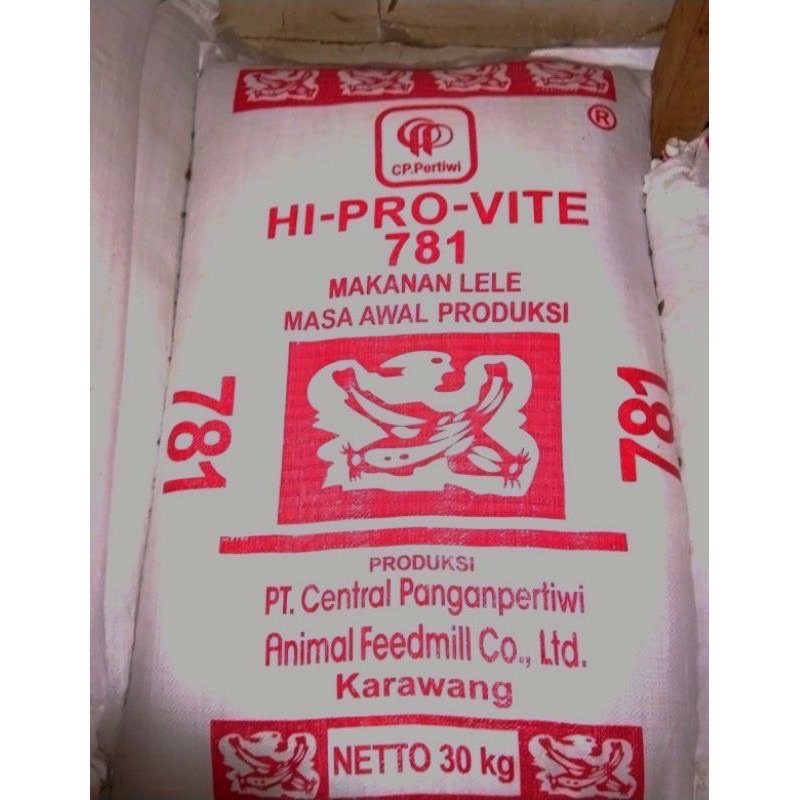 CP.Pertiwi
®
HI-PRO-VITE
781
MAKANAN LELE
MASA AWAL PRODUKSI
781
781
PRODUKSI
PT. Central Panganpertiwi
Animal Feedmill Co., Ltd.
Karawang
NETTO 30 kg